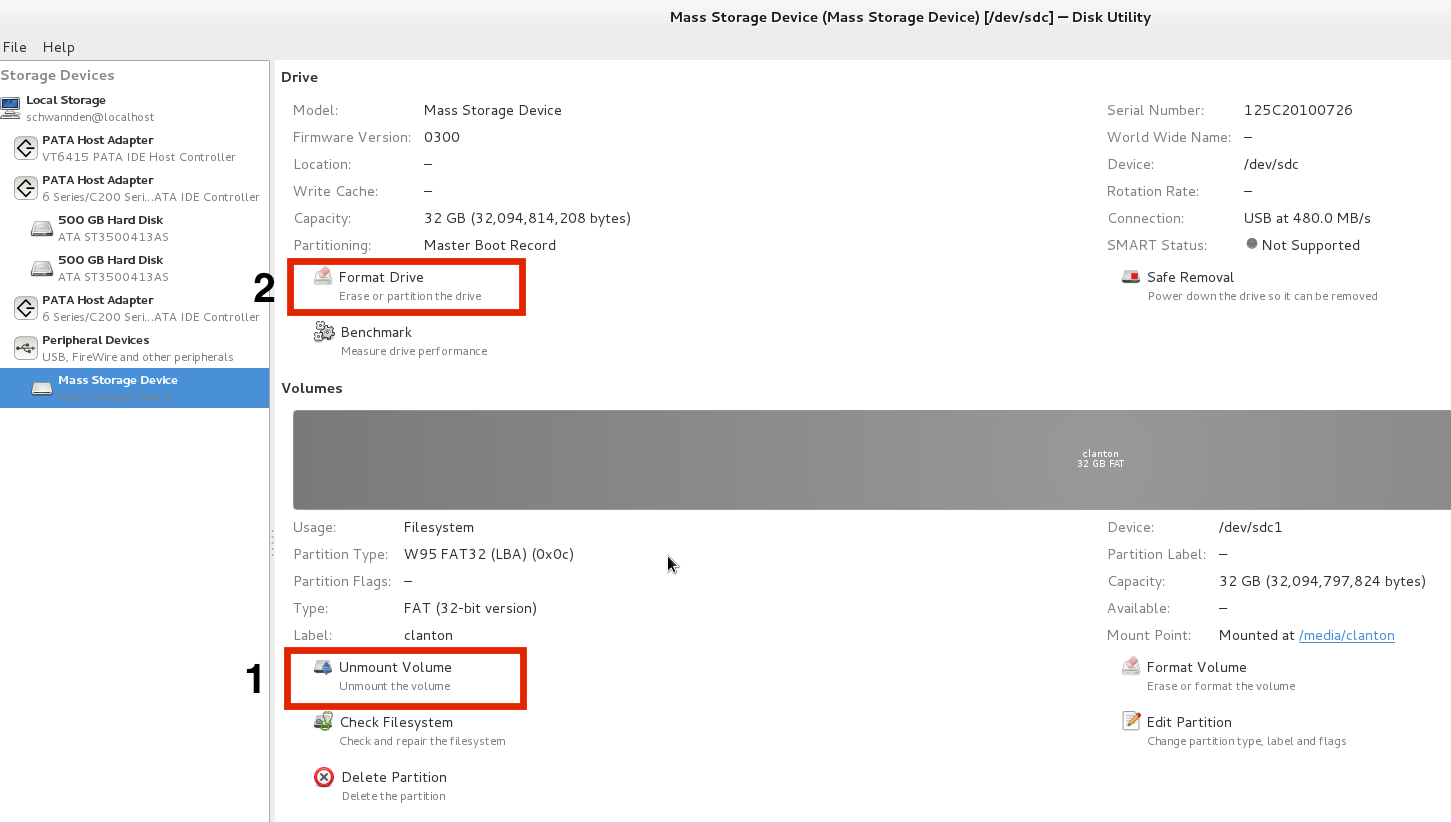 Mass Storage Device (Mass Storage Device) [/dev/sdc] — Disk Utility
File Help
Storage Devices
Local Storage
schwannden@localhost
PATA Host Adapter
VT6415 PATA IDE Host Controller
PATA Host Adapter
6 Series/C200 Seri...ATA IDE Controller
500 GB Hard Disk
ATA ST3500413AS
500 GB Hard Disk
ATA ST3500413AS
PATA Host Adapter
6 Series/C200 Seri...ATA IDE Controller
Peripheral Devices
USB, FireWire and other peripherals
Mass Storage Device
Drive
Model: Mass Storage Device Serial Number: 125C20100726
Firmware Version: 0300 World Wide Name: —
Location: — Device: /dev/sdc
Write Cache: — Rotation Rate: —
Capacity: 32 GB (32,094,814,208 bytes) Connection: USB at 480.0 MB/s
Partitioning: Master Boot Record SMART Status: Not Supported
2 Format Drive Safe Removal
Erase or partition the drive Power down the drive so it can be removed
Benchmark
Measure drive performance
Volumes
clanton
32 GB FAT
Usage: Filesystem Device: /dev/sdc1
Partition Type: W95 FAT32 (LBA) (0x0c) Partition Label: —
Partition Flags: — Capacity: 32 GB (32,094,797,824 bytes)
Type: FAT (32-bit version) Available: —
Label: clanton Mount Point: Mounted at /media/clanton
1 Unmount Volume Format Volume
Unmount the volume Erase or format the volume
Check Filesystem Edit Partition
Check and repair the filesystem Change partition type, label and flags
Delete Partition
Delete the partition